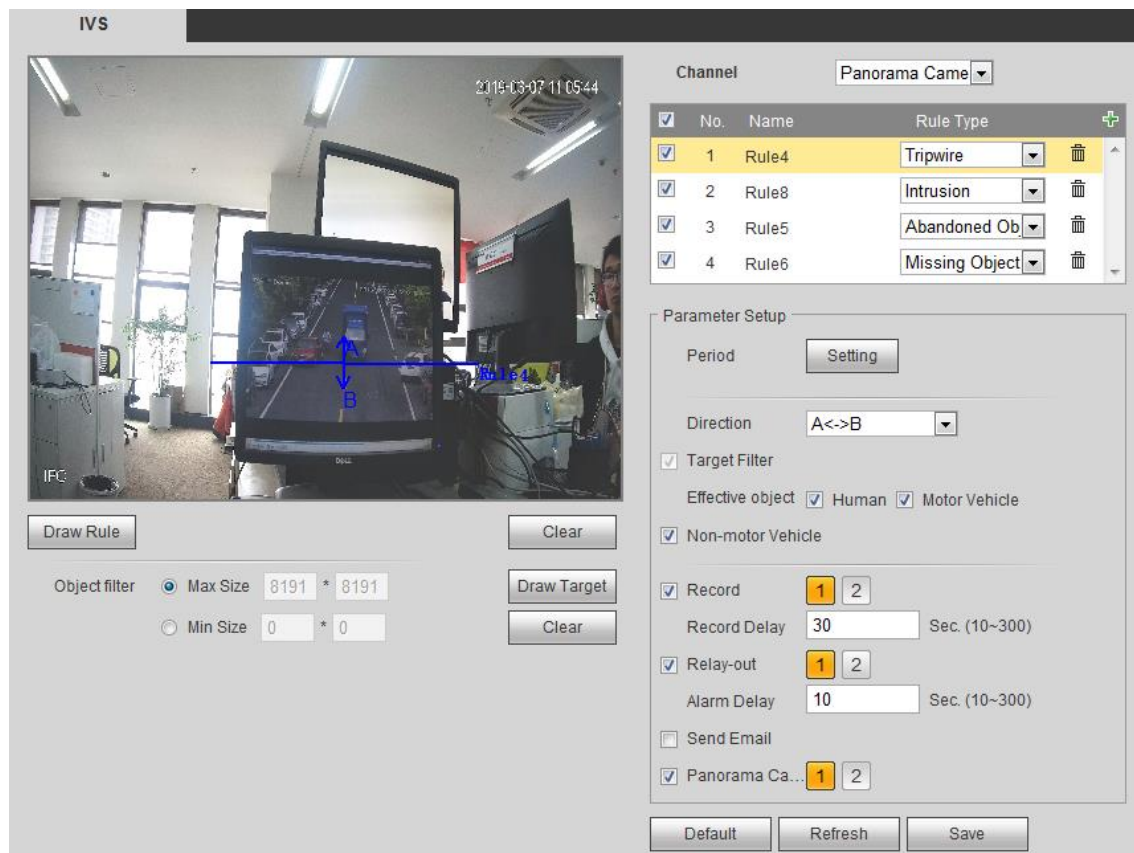 IVS
2019-03-07 11:05:44
A
Rule4
B
DELL
IPC
Draw Rule
Clear
Object filter Max Size 8191 * 8191 Draw Target
Min Size 0 * 0 Clear
Channel Panorama Came
No. Name Rule Type
1 Rule4 Tripwire
2 Rule8 Intrusion
3 Rule5 Abandoned Ob
4 Rule6 Missing Object
Parameter Setup
Period Setting
Direction A<->B
Target Filter
Effective object Human Motor Vehicle
Non-motor Vehicle
Record 1 2
Record Delay 30 Sec. (10~300)
Relay-out 1 2
Alarm Delay 10 Sec. (10~300)
Send Email
Panorama Ca... 1 2
Default Refresh Save